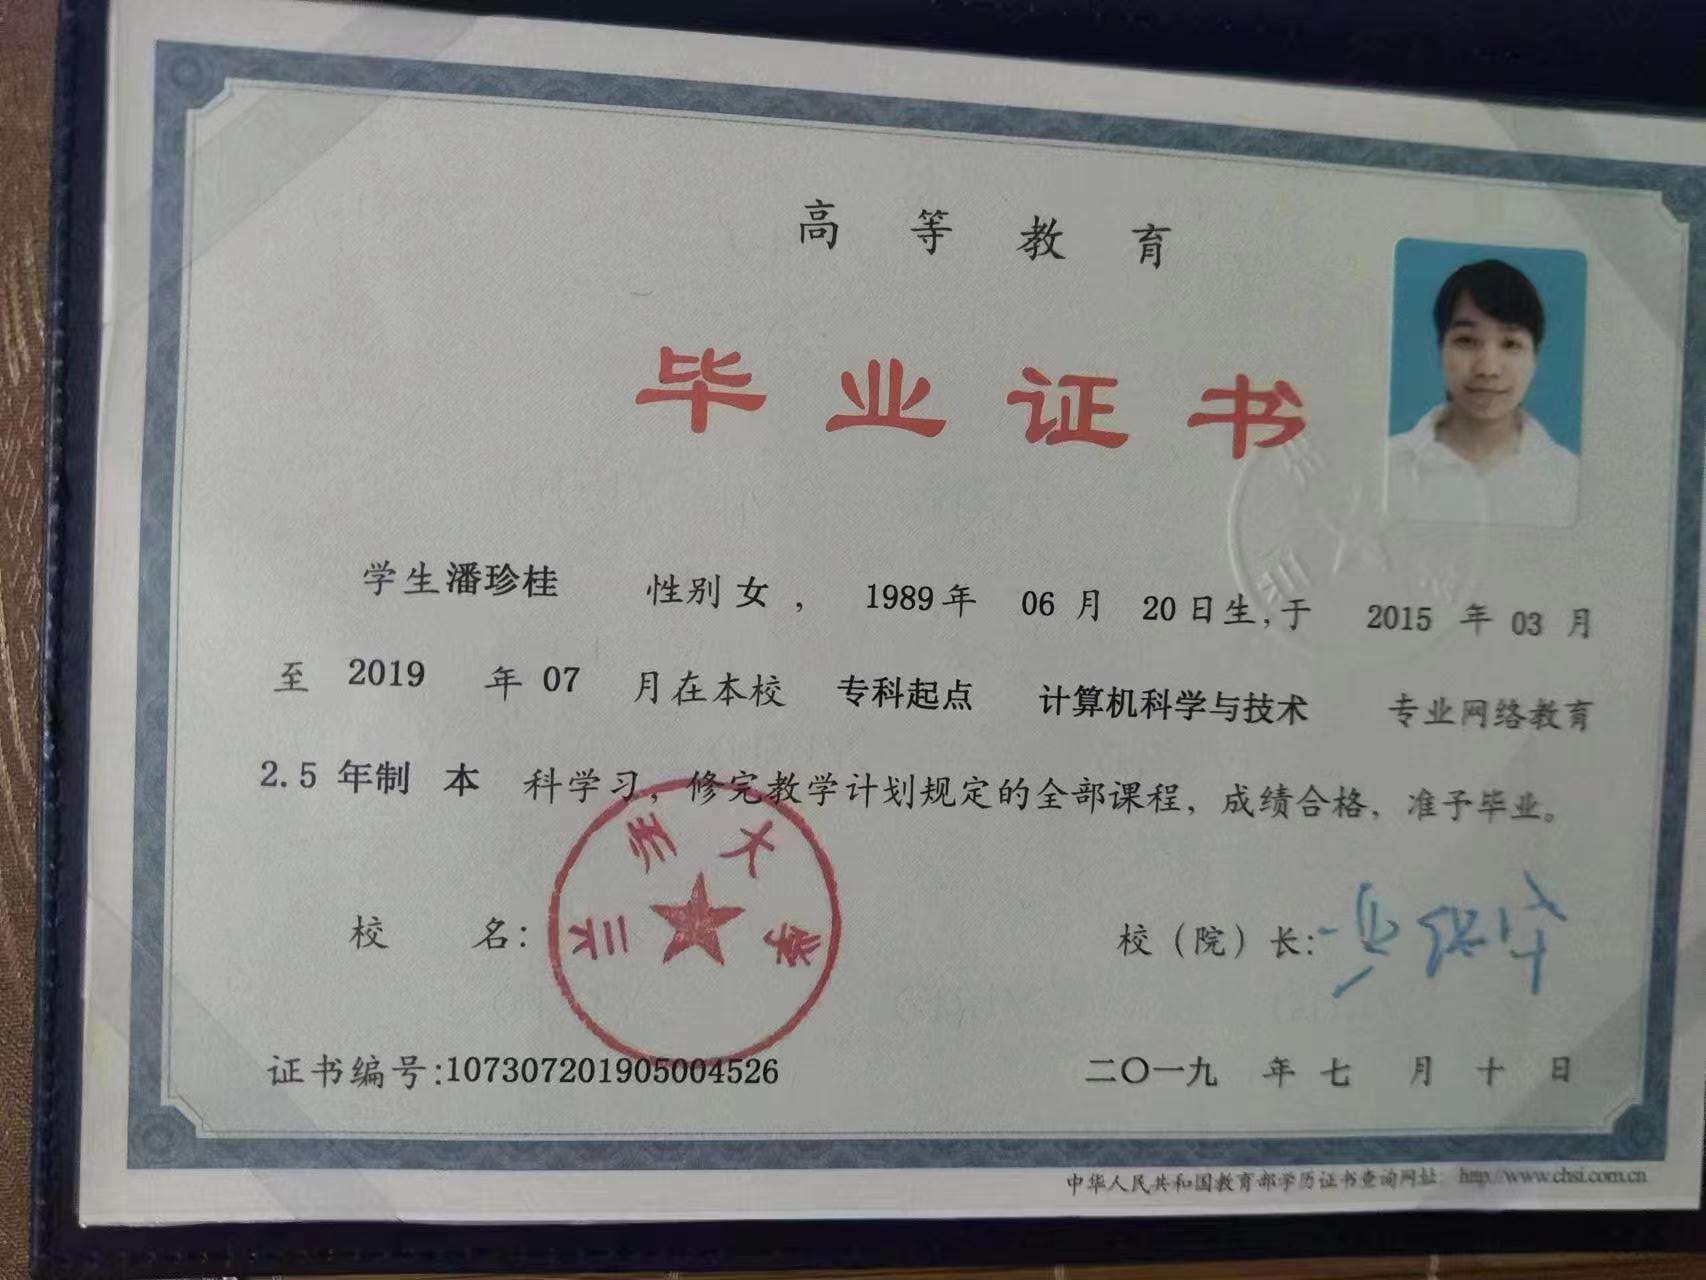 高等教育
毕业证书
学生潘珍桂 性别女， 1989年 06月 20日生，于 2015年03月
至 2019 年 07 月在本校 专科起点 计算机科学与技术 专业网络教育
2.5年制 本 科学习，修完教学计划规定的全部课程，成绩合格，准予毕业。
校 名：
大学
校（院）长：
证书编号：107307201905004526
二〇一九 年 七 月 十 日
中华人民共和国教育部学历证书查询网址：http://www.chsi.com.cn